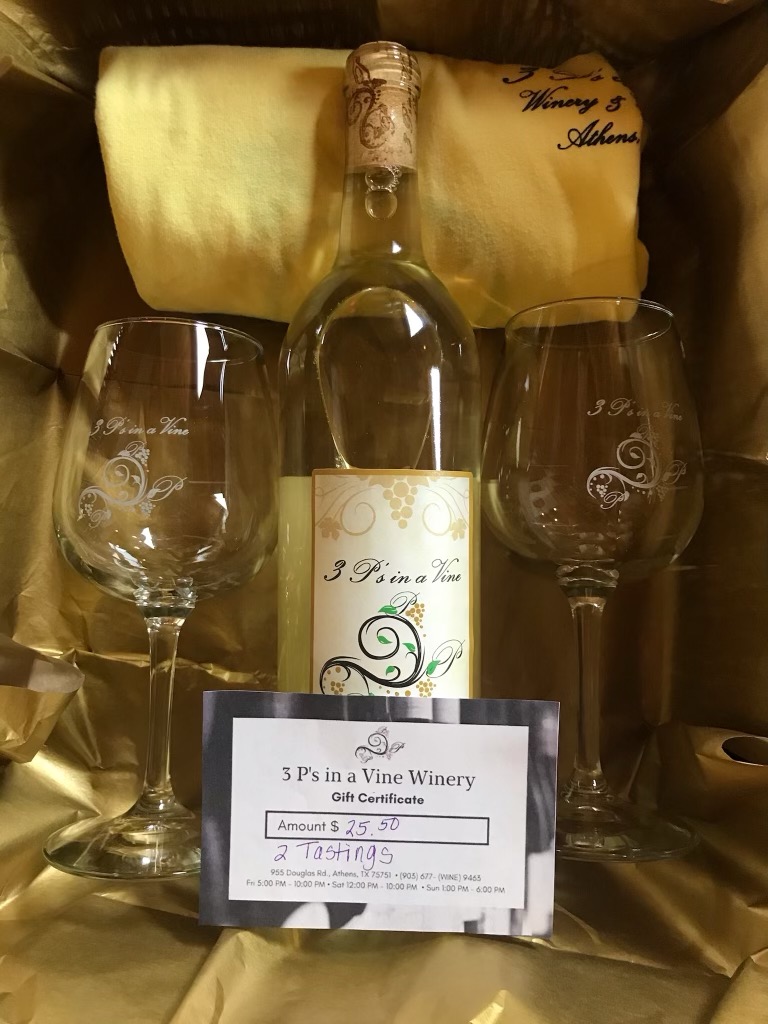 3 P's
Winery &
Athens,
3 P's in a Vine
P
P
P
3 P's in a Vine
P
P
P
3 P's in a Vine
P
P
3 P's in a Vine Winery
Gift Certificate
Amount $ 25.50
2 Tastings
955 Douglas Rd., Athens, TX 75751 • (903) 677- (WINE) 9463
Fri 5:00 PM - 10:00 PM • Sat 12:00 PM - 10:00 PM • Sun 1:00 PM - 6:00 PM